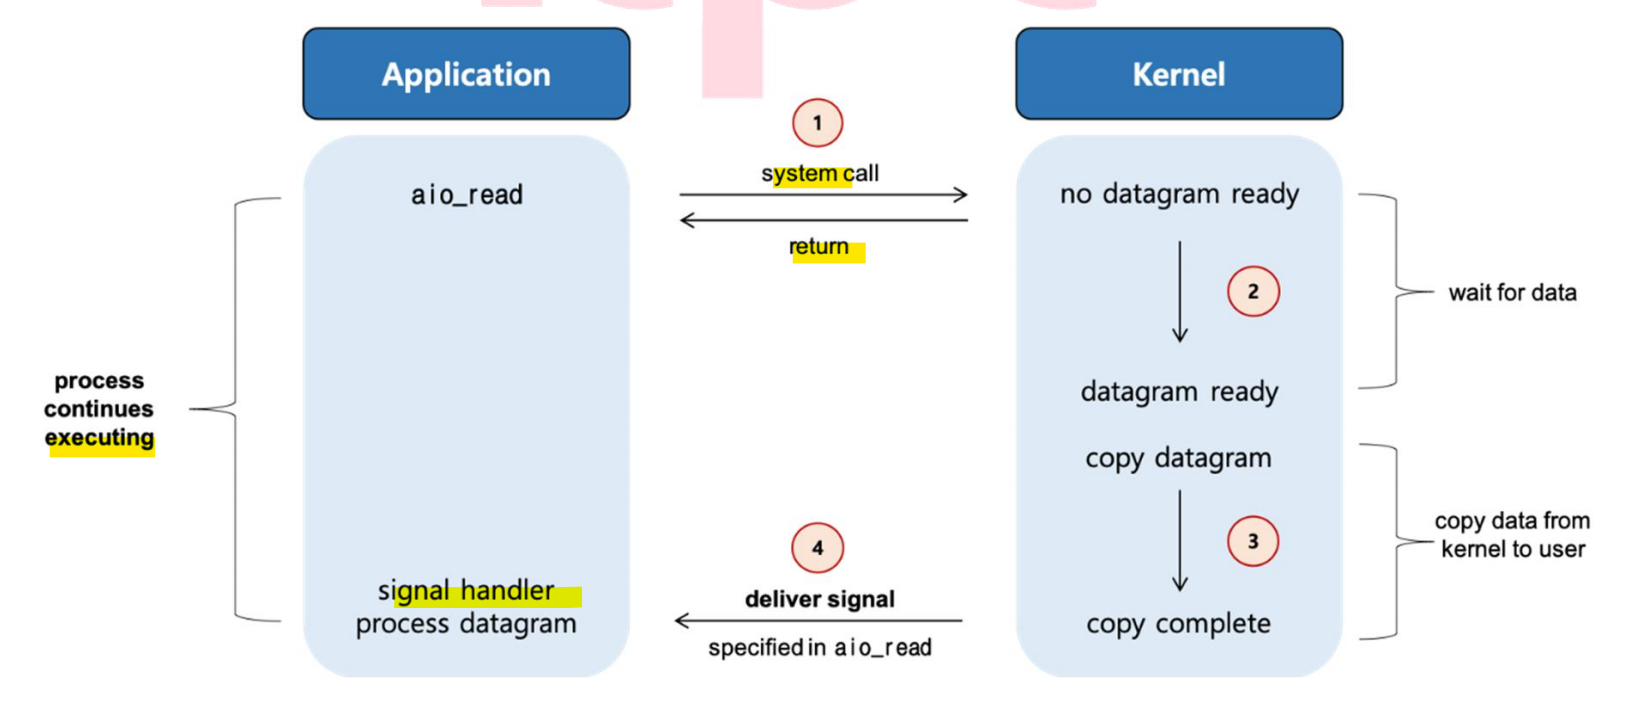 Application
Kernel
1
system call
aio_read
no datagram ready
return
2
wait for data
process
continues
executing
datagram ready
copy datagram
copy data from
kernel to user
3
4
signal handler
deliver signal
process datagram
copy complete
specified in aio_read